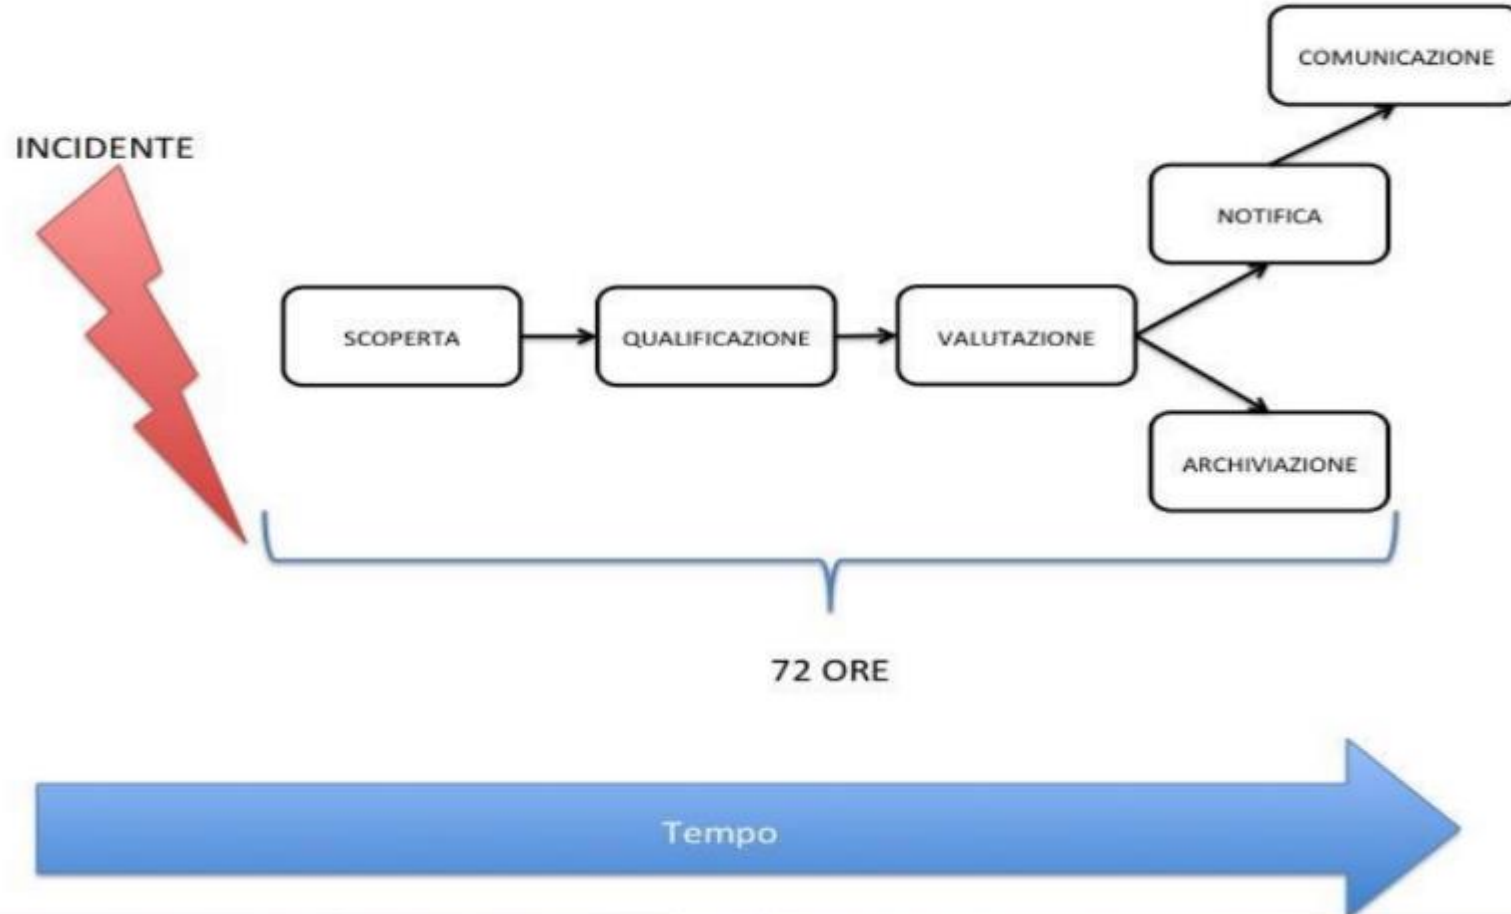 COMUNICAZIONE
INCIDENTE
NOTIFICA
SCOPERTA
QUALIFICAZIONE
VALUTAZIONE
ARCHIVIAZIONE
72 ORE
Tempo